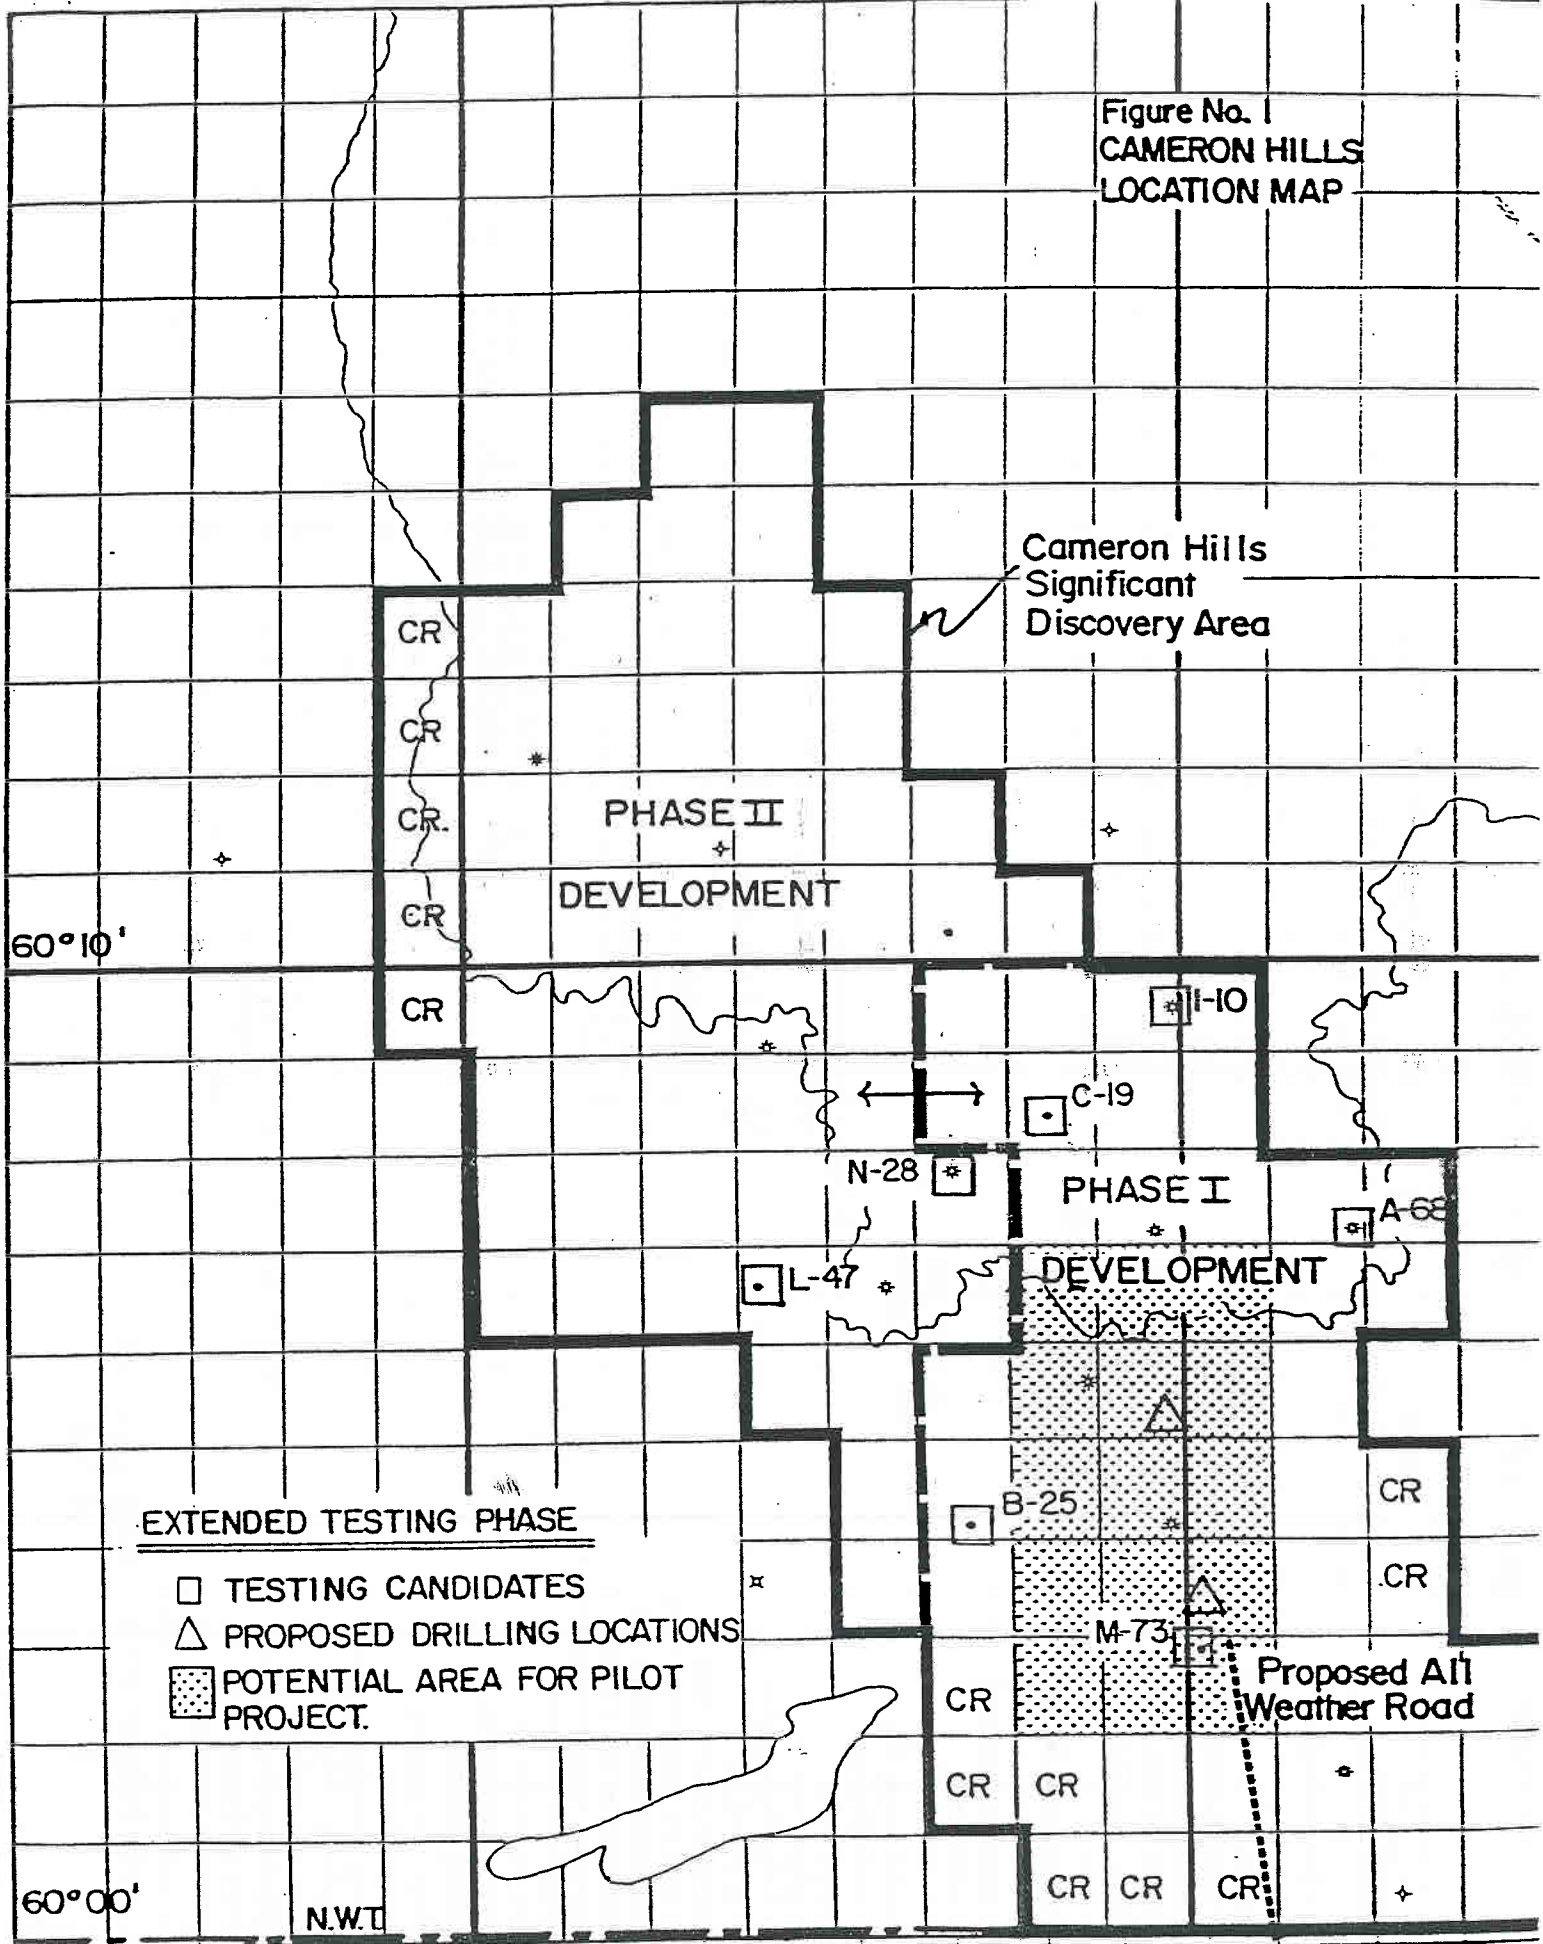 Figure No. 1
CAMERON HILLS
LOCATION MAP
Cameron Hills
Significant
Discovery Area
CR
CR
CR.
CR
PHASE II
DEVELOPMENT
60°10'
CR
I-10
C-19
N-28
PHASE I
A-68
DEVELOPMENT
L-47
CR
B-25
CR
EXTENDED TESTING PHASE
TESTING CANDIDATES
PROPOSED DRILLING LOCATIONS
POTENTIAL AREA FOR PILOT
PROJECT.
M-73
Proposed All
Weather Road
CR
CR CR
CR CR CR
60°00'
N.W.T.